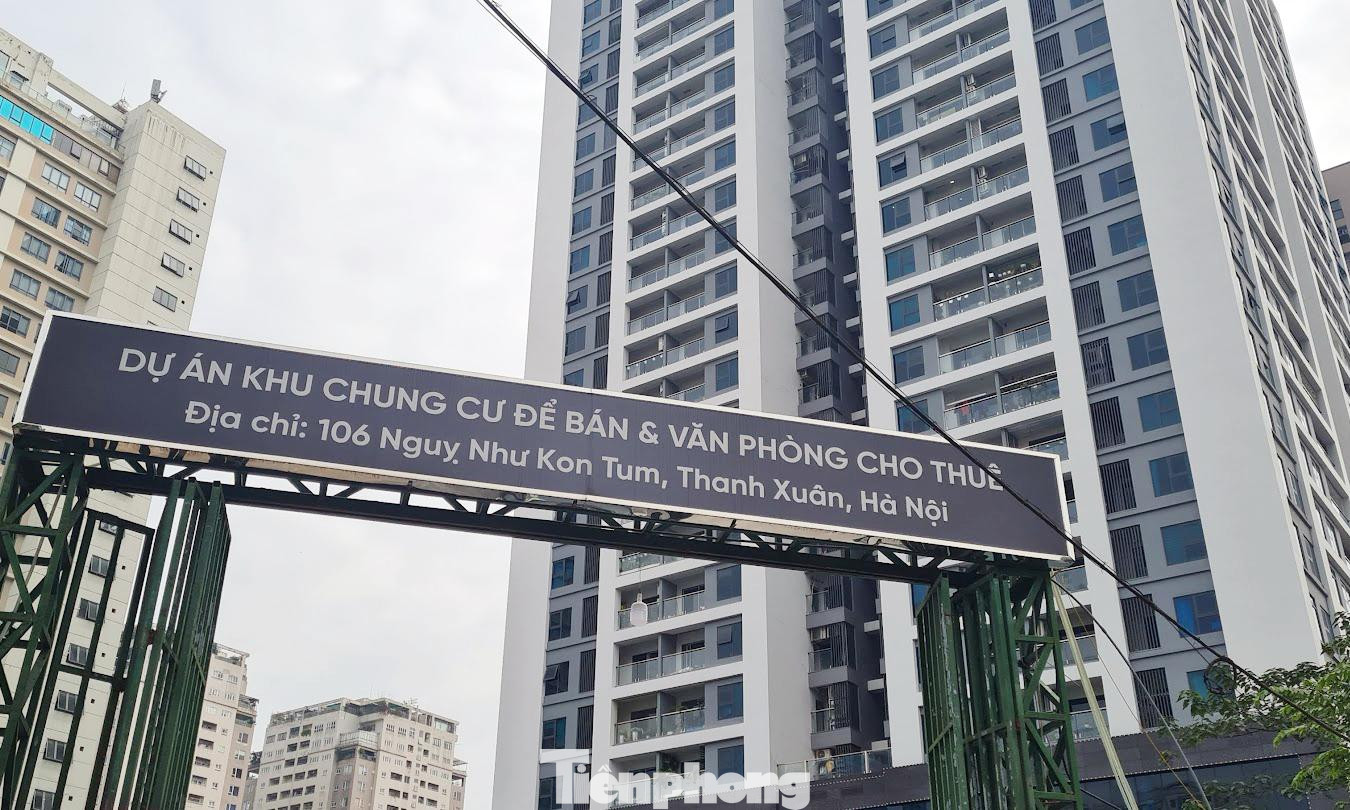 DỰ ÁN KHU CHUNG CƯ ĐỂ BÁN & VĂN PHÒNG CHO THUÊ
Địa chỉ: 106 Nguỵ Như Kon Tum, Thanh Xuân, Hà Nội
Tiênphong